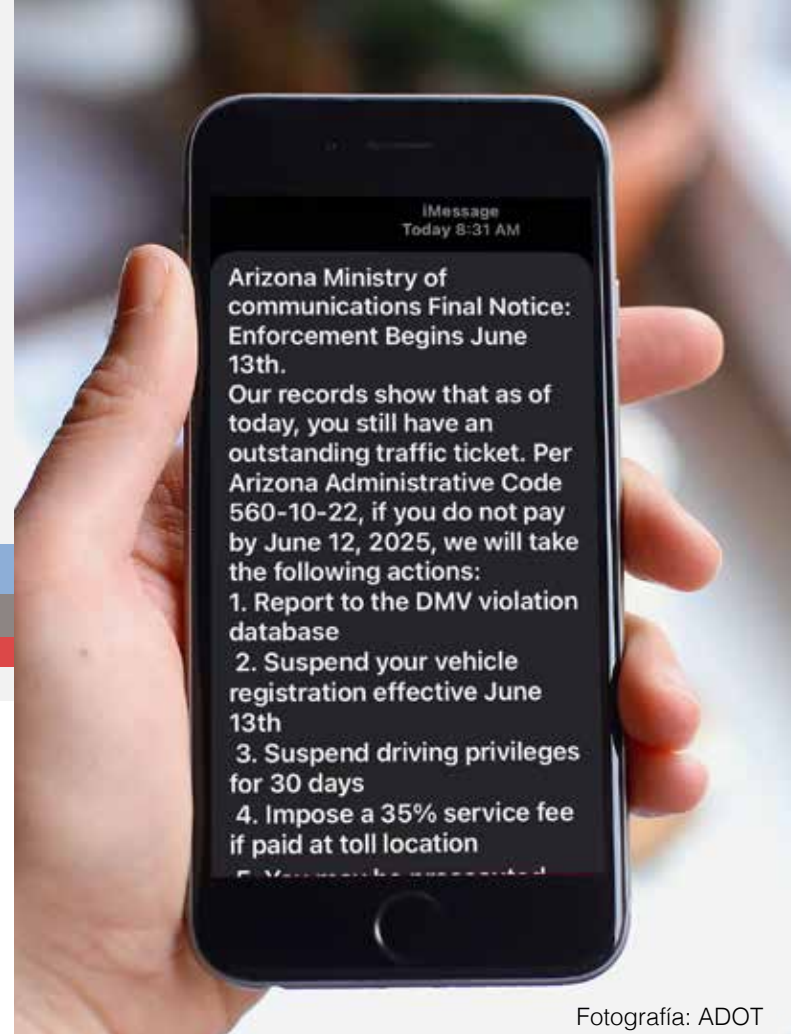 iMessage
Today 8:31 AM
Arizona Ministry of
communications Final Notice:
Enforcement Begins June
13th.
Our records show that as of
today, you still have an
outstanding traffic ticket. Per
Arizona Administrative Code
560-10-22, if you do not pay
by June 12, 2025, we will take
the following actions:
1. Report to the DMV violation
database
2. Suspend your vehicle
registration effective June
13th
3. Suspend driving privileges
for 30 days
4. Impose a 35% service fee
if paid at toll location
Fotografía: ADOT